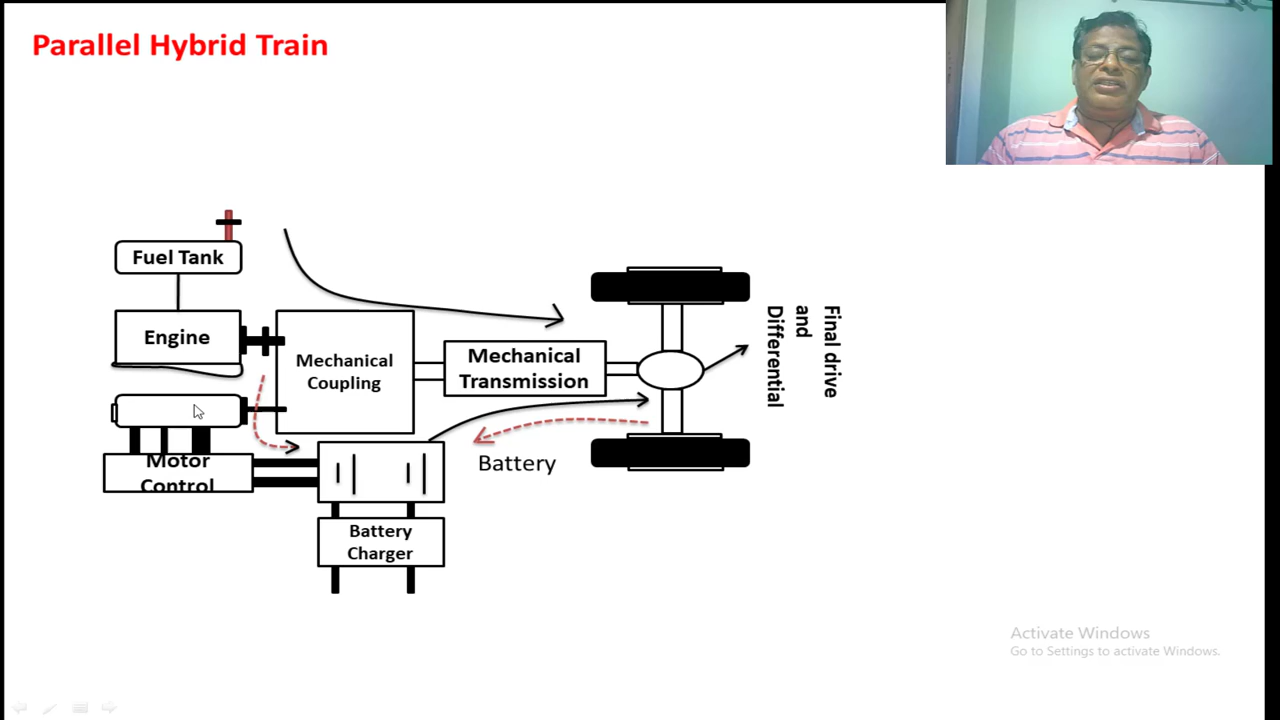 Parallel Hybrid Train
Fuel Tank
Engine
Mechanical
Coupling
Mechanical
Transmission
Final drive
and
Differential
Motor
Control
Battery
Battery
Charger
Activate Windows
Go to Settings to activate Windows.